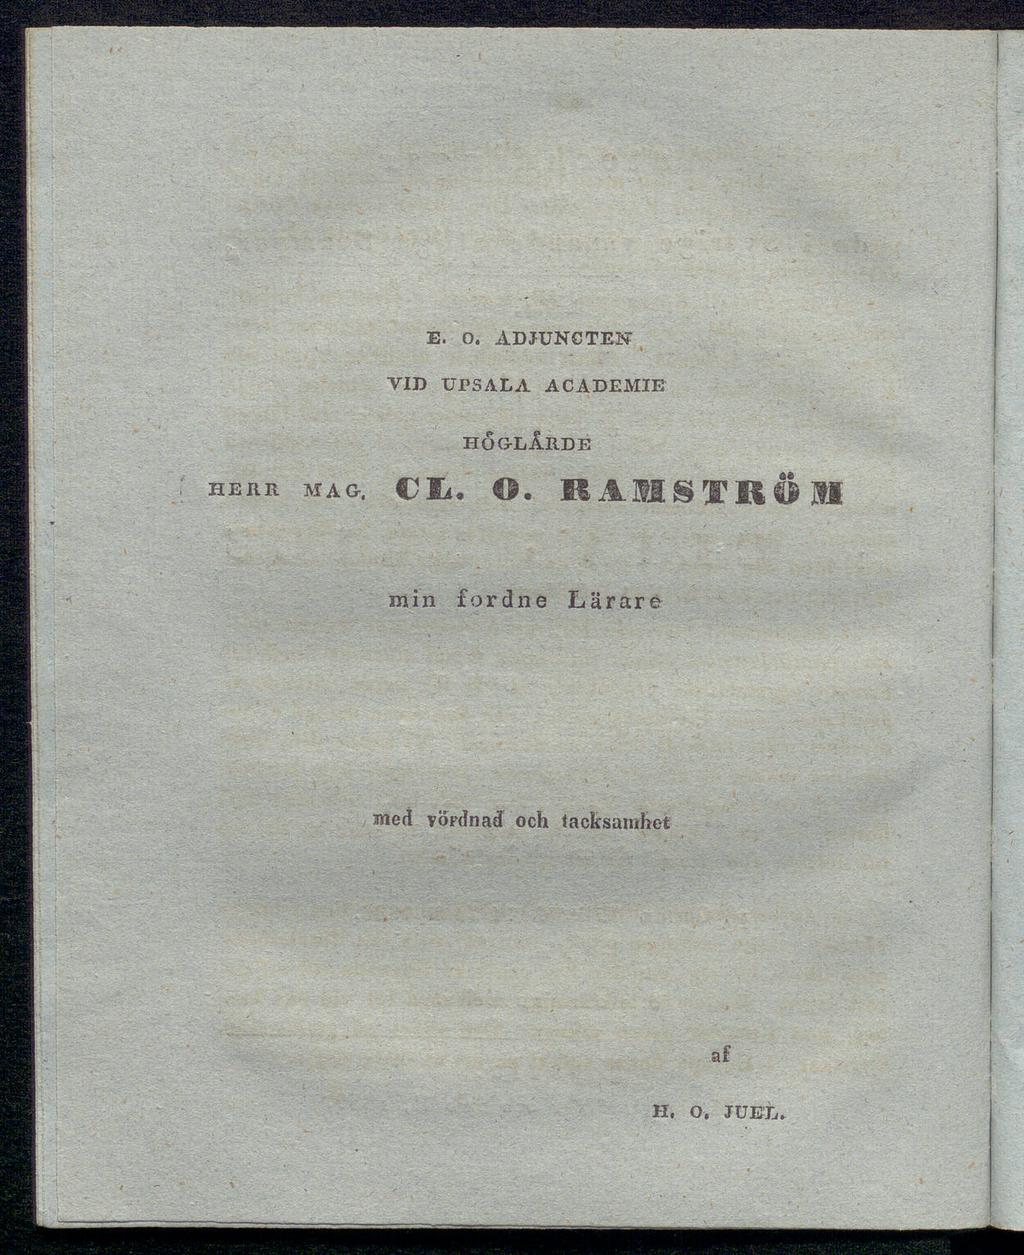 E. O. ADJUNCTEN
VID UPSALA ACADEMIE
HÖGLÄRDE
HERR MAG. CL. O. RAMSTRÖM
min fordne Lärare
med vördnad och tacksamhet
af
H. O. JUEL.